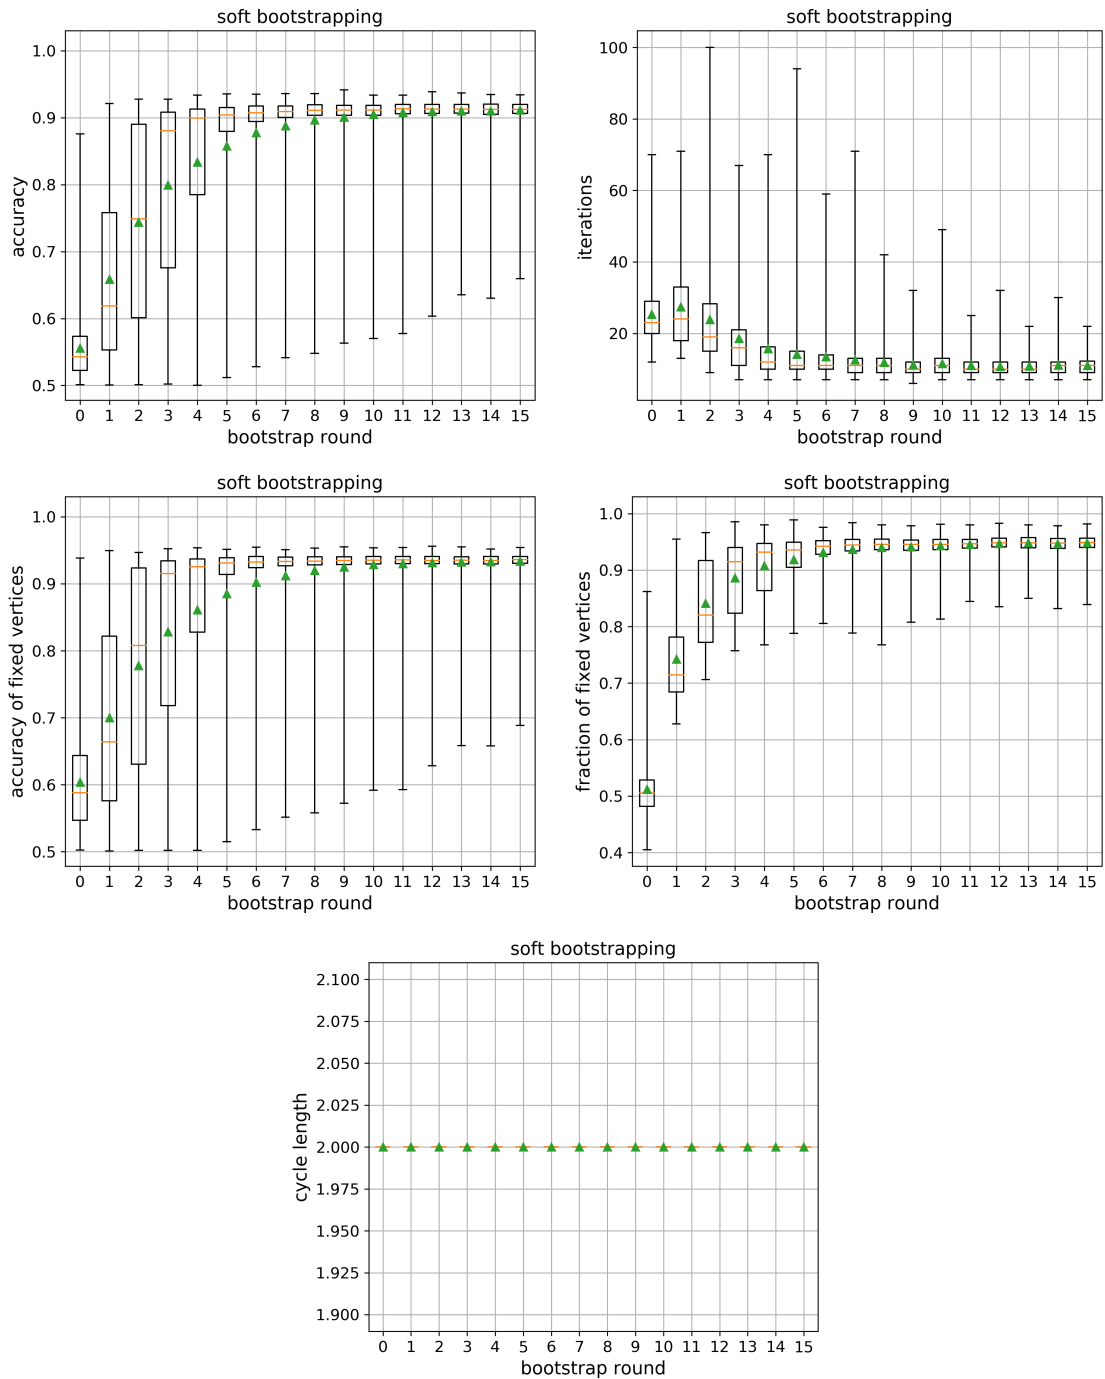 soft bootstrapping
1.0
0.9
0.8
0.7
0.6
0.5
accuracy
0 1 2 3 4 5 6 7 8 9 10 11 12 13 14 15
bootstrap round
soft bootstrapping
100
80
60
40
20
iterations
0 1 2 3 4 5 6 7 8 9 10 11 12 13 14 15
bootstrap round
soft bootstrapping
1.0
0.9
0.8
0.7
0.6
0.5
accuracy of fixed vertices
0 1 2 3 4 5 6 7 8 9 10 11 12 13 14 15
bootstrap round
soft bootstrapping
1.0
0.9
0.8
0.7
0.6
0.5
0.4
fraction of fixed vertices
0 1 2 3 4 5 6 7 8 9 10 11 12 13 14 15
bootstrap round
soft bootstrapping
2.100
2.075
2.050
2.025
2.000
1.975
1.950
1.925
1.900
cycle length
0 1 2 3 4 5 6 7 8 9 10 11 12 13 14 15
bootstrap round